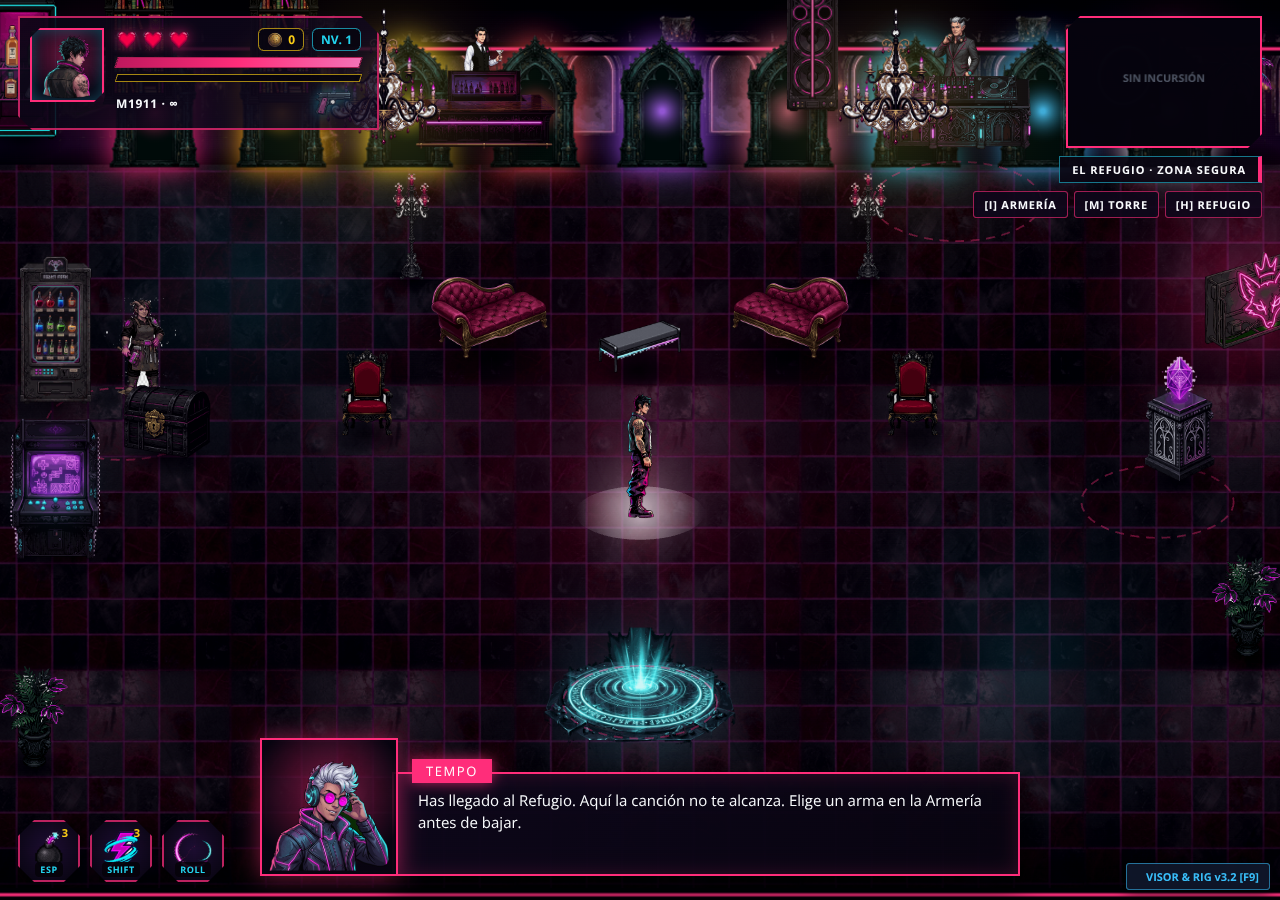 0
NV. 1
M1911 · ∞
SIN INCURSIÓN
EL REFUGIO · ZONA SEGURA
[I] ARMERÍA
[M] TORRE
[H] REFUGIO
TEMPO
Has llegado al Refugio. Aquí la canción no te alcanza. Elige un arma en la Armería
antes de bajar.
3
ESP
3
SHIFT
ROLL
VISOR & RIG v3.2 [F9]